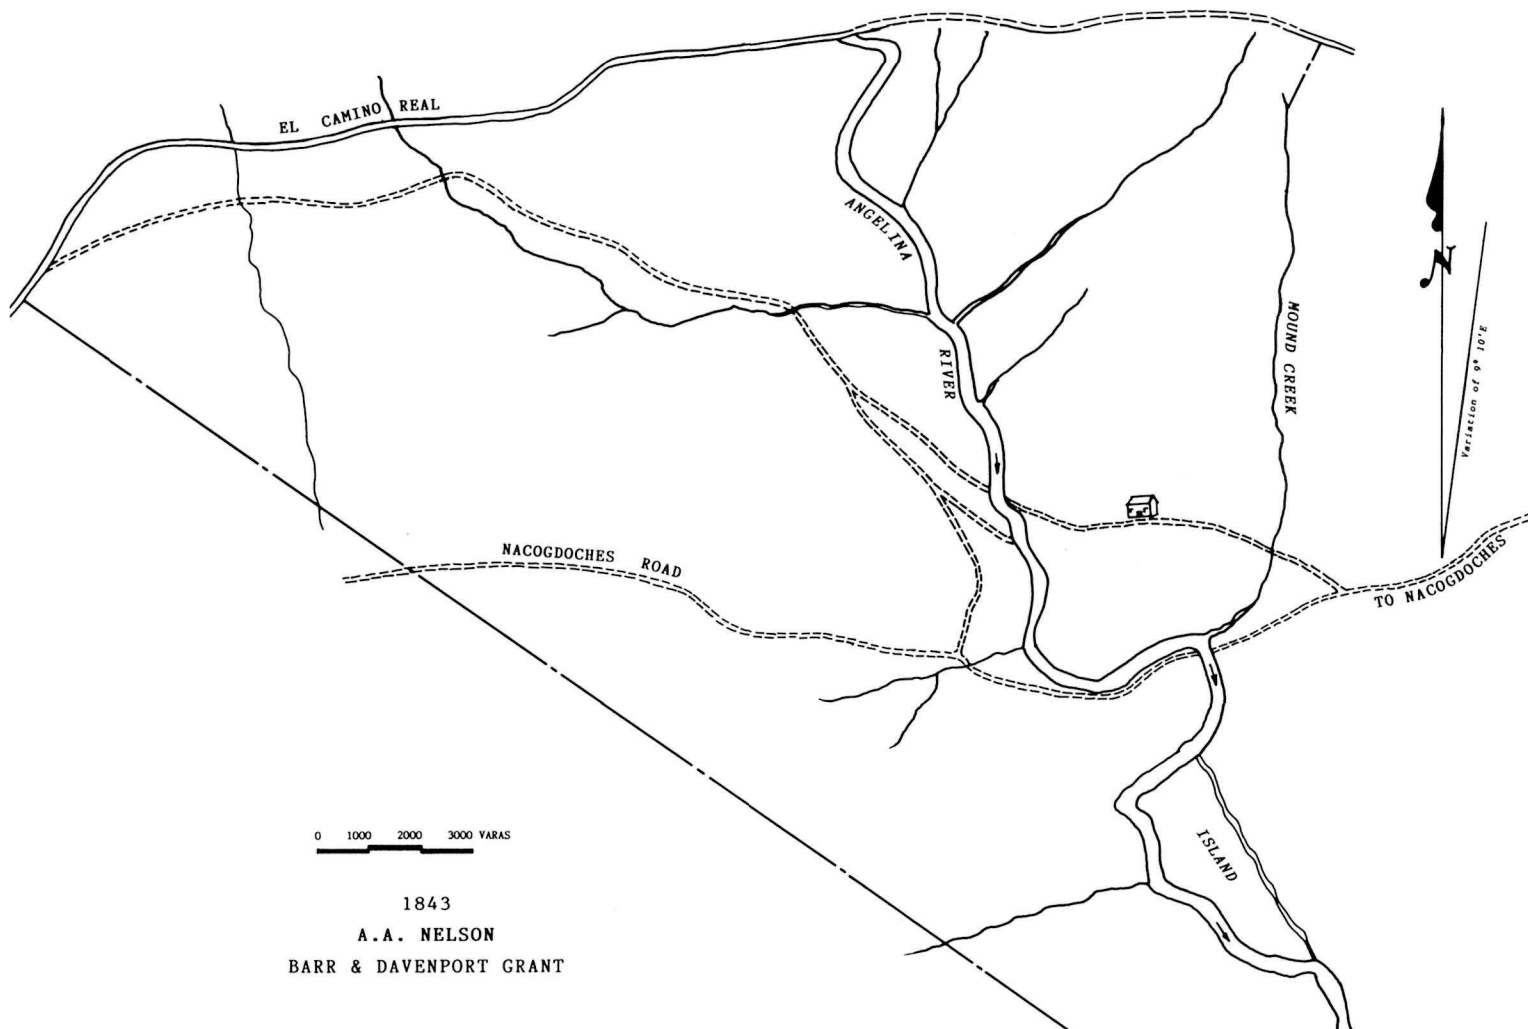 EL CAMINO REAL
ANGELINA
RIVER
MOUND CREEK
N
Variation of 9° 10'E
NACOGDOCHES ROAD
TO NACOGDOCHES
ISLAND
0 1000 2000 3000 VARAS
1843
A.A. NELSON
BARR & DAVENPORT GRANT